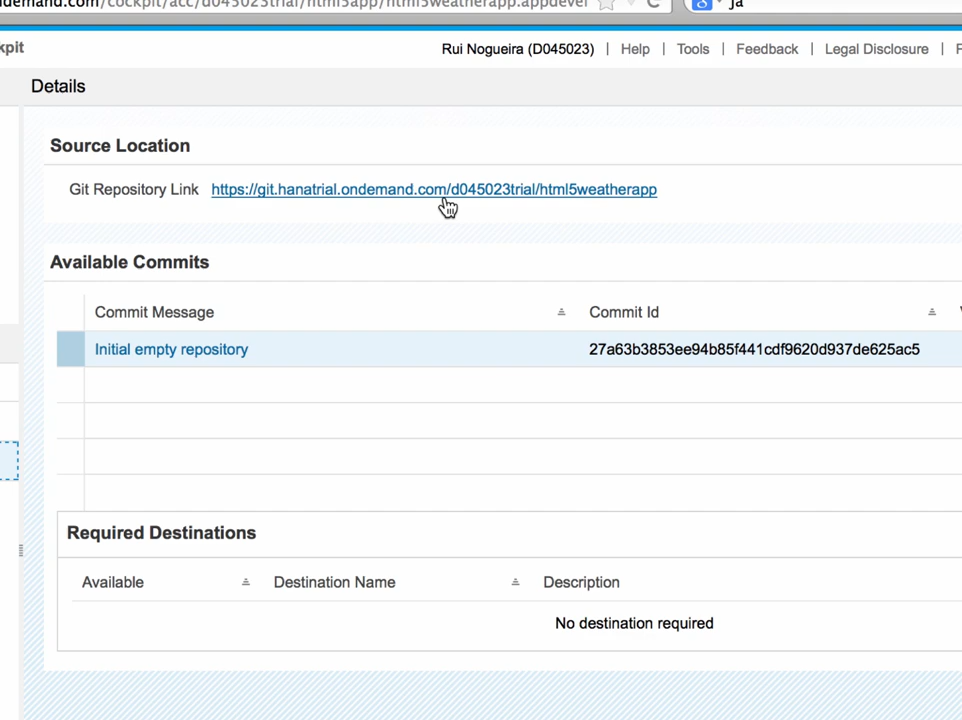 ndemand.com/cockpit/acc/d045023trial/html5app/html5weatherapp.appdevel
ja
kpit
Rui Nogueira (D045023) | Help | Tools | Feedback | Legal Disclosure |
Details
Source Location
Git Repository Link https://git.hanatrial.ondemand.com/d045023trial/html5weatherapp
Available Commits
Commit Message Commit Id
Initial empty repository 27a63b3853ee94b85f441cdf9620d937de625ac5
Required Destinations
Available Destination Name Description
No destination required